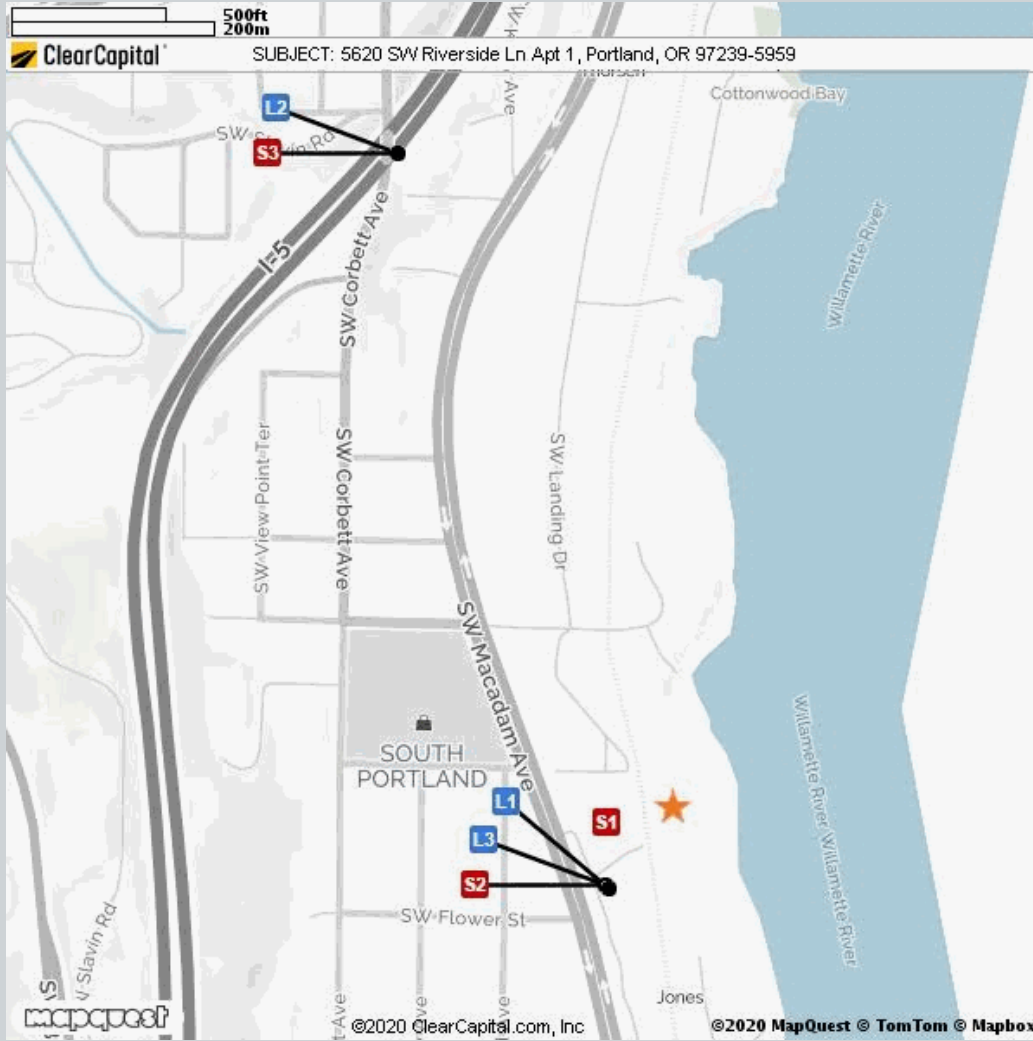 500ft
200m
ClearCapital
SUBJECT: 5620 SW Riverside Ln Apt 1, Portland, OR 97239-5959
Ave
Cottonwood Bay
L2
S3
SW
Rd
I-5
SW Corbett Ave
Willamette River
SW View Point Ter
SW Corbett Ave
SW Landing Dr
SW Macadam Ave
SOUTH
PORTLAND
L1
S1
L3
S2
SW Flower St
Willamette River
Willamette River
Slavin Rd
Jones
Ave
mapquest
©2020 ClearCapital.com, Inc
©2020 MapQuest © TomTom © Mapbox